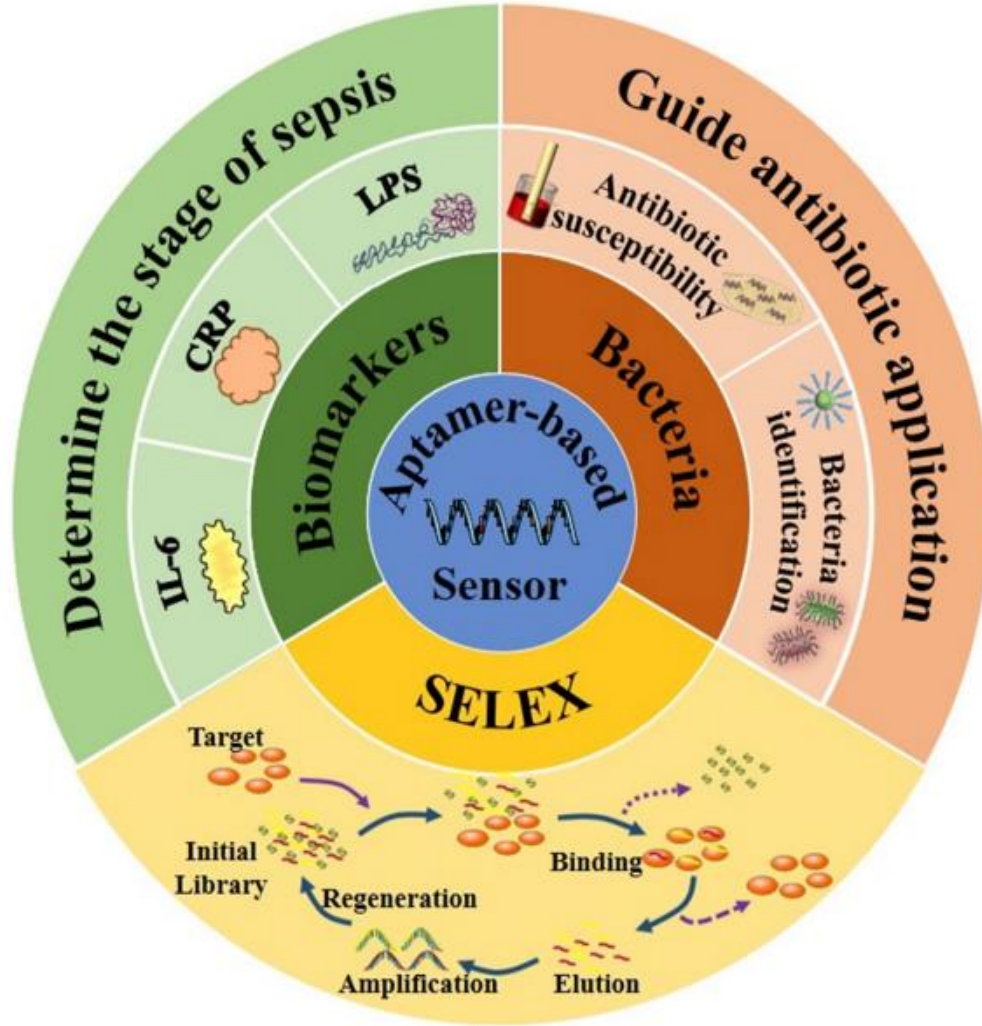 Determine the stage of sepsis
Guide antibiotic application
LPS
CRP
IL-6
Antibiotic
susceptibility
Bacteria
identification
Biomarkers
Bacteria
Aptamer-based
Sensor
SELEX
Target
Initial
Library
Binding
Regeneration
Amplification
Elution